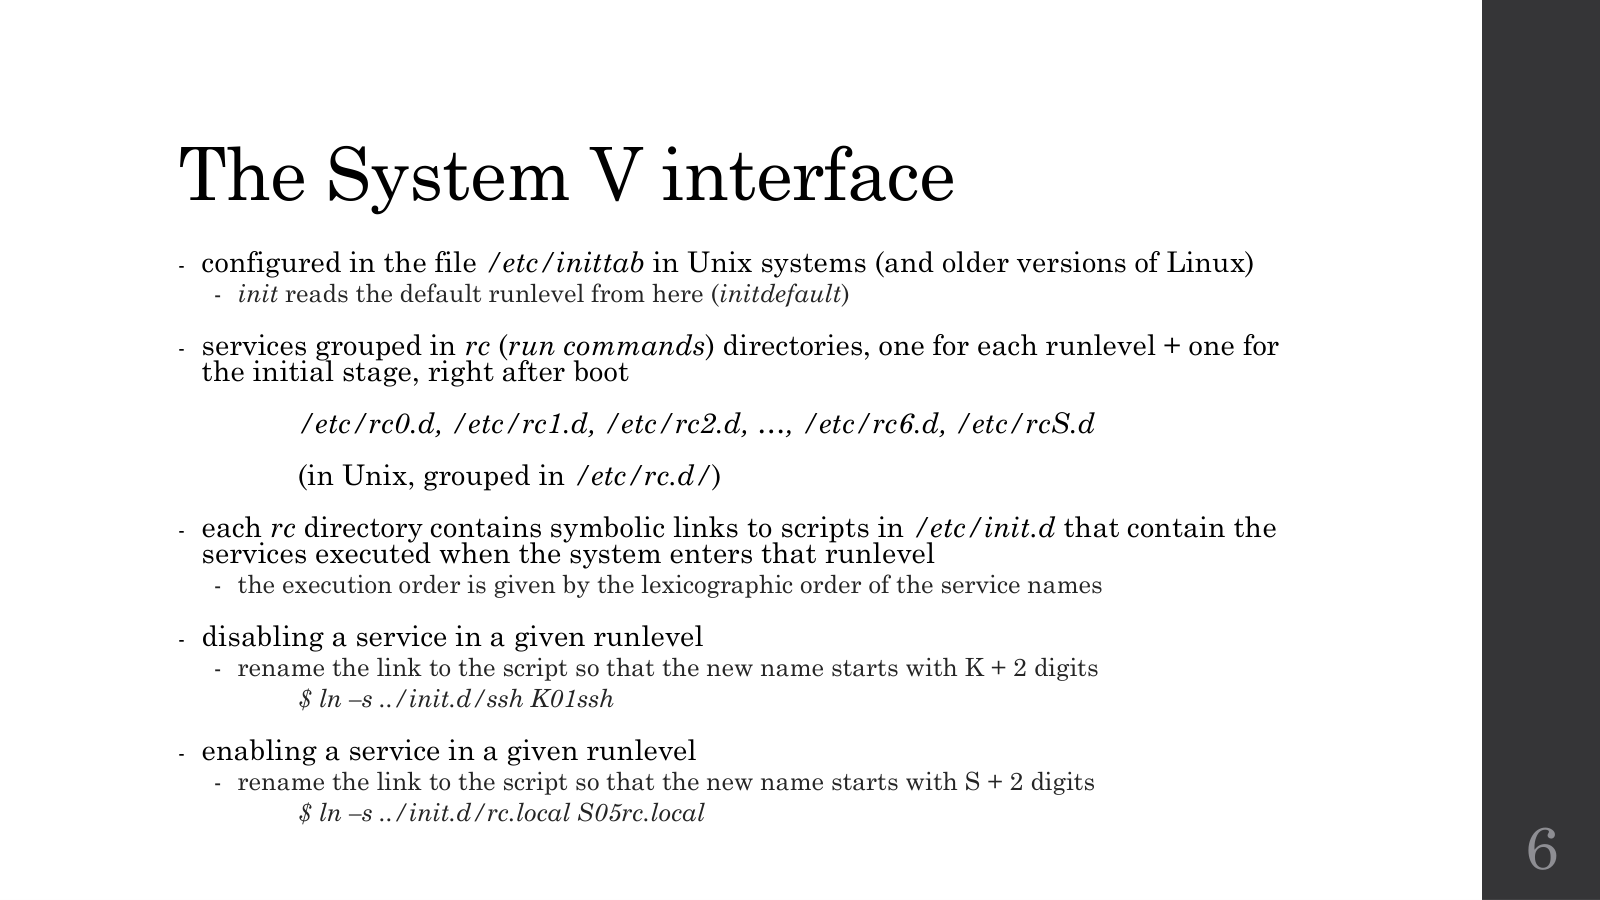 The System V interface
- configured in the file /etc/inittab in Unix systems (and older versions of Linux)
- init reads the default runlevel from here (initdefault)
- services grouped in rc (run commands) directories, one for each runlevel + one for
the initial stage, right after boot
/etc/rc0.d, /etc/rc1.d, /etc/rc2.d, …, /etc/rc6.d, /etc/rcS.d
(in Unix, grouped in /etc/rc.d/)
- each rc directory contains symbolic links to scripts in /etc/init.d that contain the
services executed when the system enters that runlevel
- the execution order is given by the lexicographic order of the service names
- disabling a service in a given runlevel
- rename the link to the script so that the new name starts with K + 2 digits
$ ln –s ../init.d/ssh K01ssh
- enabling a service in a given runlevel
- rename the link to the script so that the new name starts with S + 2 digits
$ ln –s ../init.d/rc.local S05rc.local
6